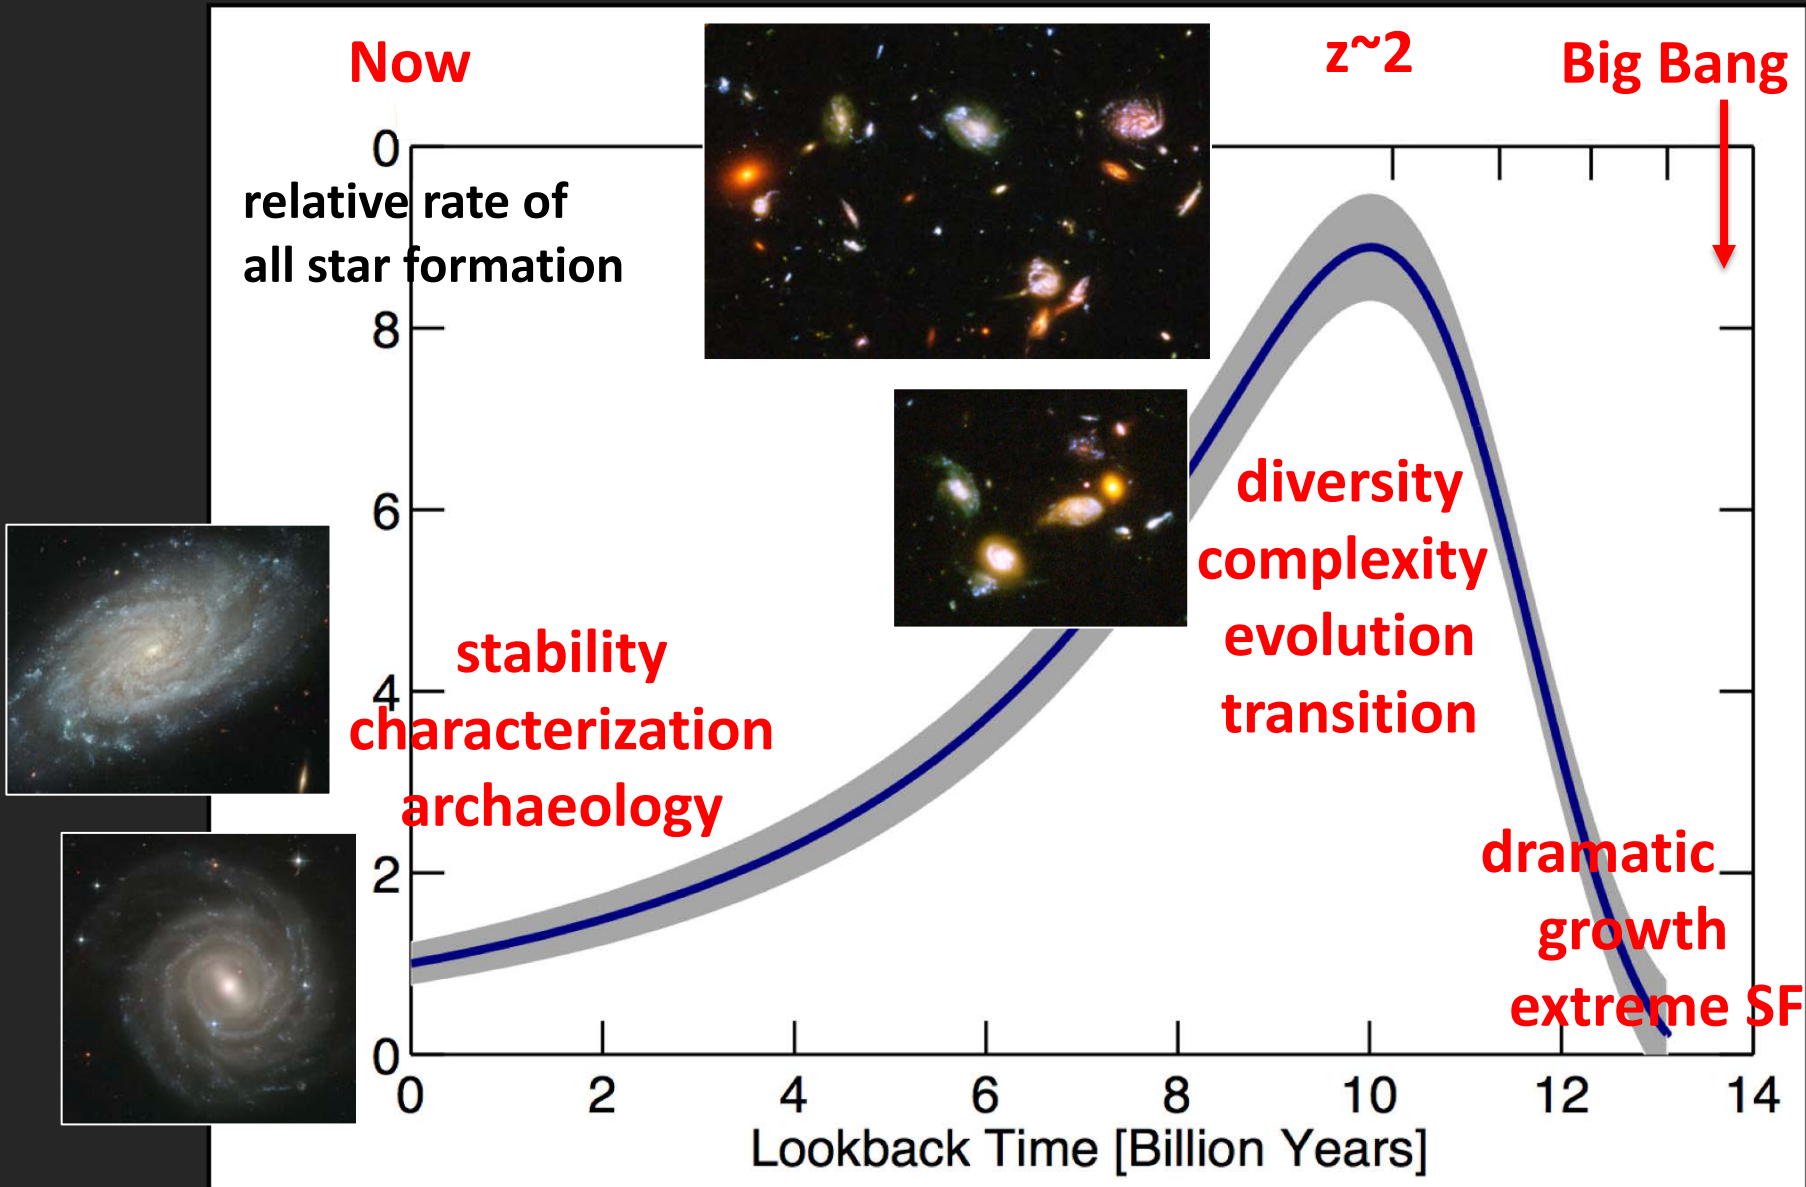 Now
z~2
Big Bang
0
relative rate of
all star formation
8
6
4
2
0
stability
characterization
archaeology
diversity
complexity
evolution
transition
dramatic
growth
extreme SF
0 2 4 6 8 10 12 14
Lookback Time [Billion Years]